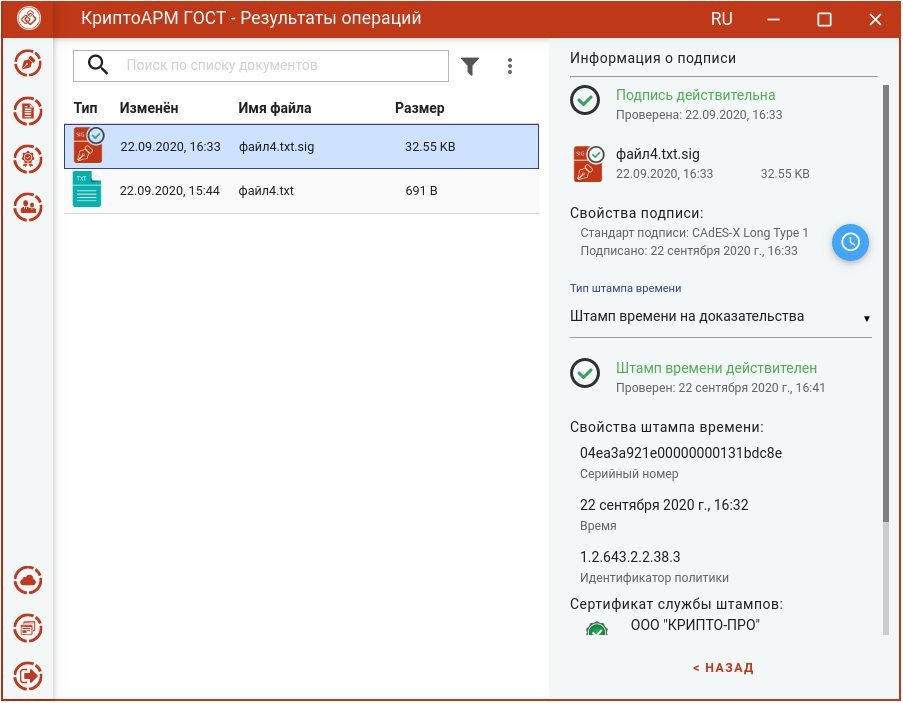 КриптоАРМ ГОСТ - Результаты операций
RU
Поиск по списку документов
Тип Изменён Имя файла Размер
SIG 22.09.2020, 16:33 файл4.txt.sig 32.55 KB
TXT 22.09.2020, 15:44 файл4.txt 691 B
Информация о подписи
Подпись действительна
Проверена: 22.09.2020, 16:33
SIG файл4.txt.sig
22.09.2020, 16:33 32.55 KB
Свойства подписи:
Стандарт подписи: CAdES-X Long Type 1
Подписано: 22 сентября 2020 г., 16:33
Тип штампа времени
Штамп времени на доказательства
Штамп времени действителен
Проверен: 22 сентября 2020 г., 16:41
Свойства штампа времени:
04ea3a921e00000000131bdc8e
Серийный номер
22 сентября 2020 г., 16:32
Время
1.2.643.2.2.38.3
Идентификатор политики
Сертификат службы штампов:
ООО "КРИПТО-ПРО"
< НАЗАД